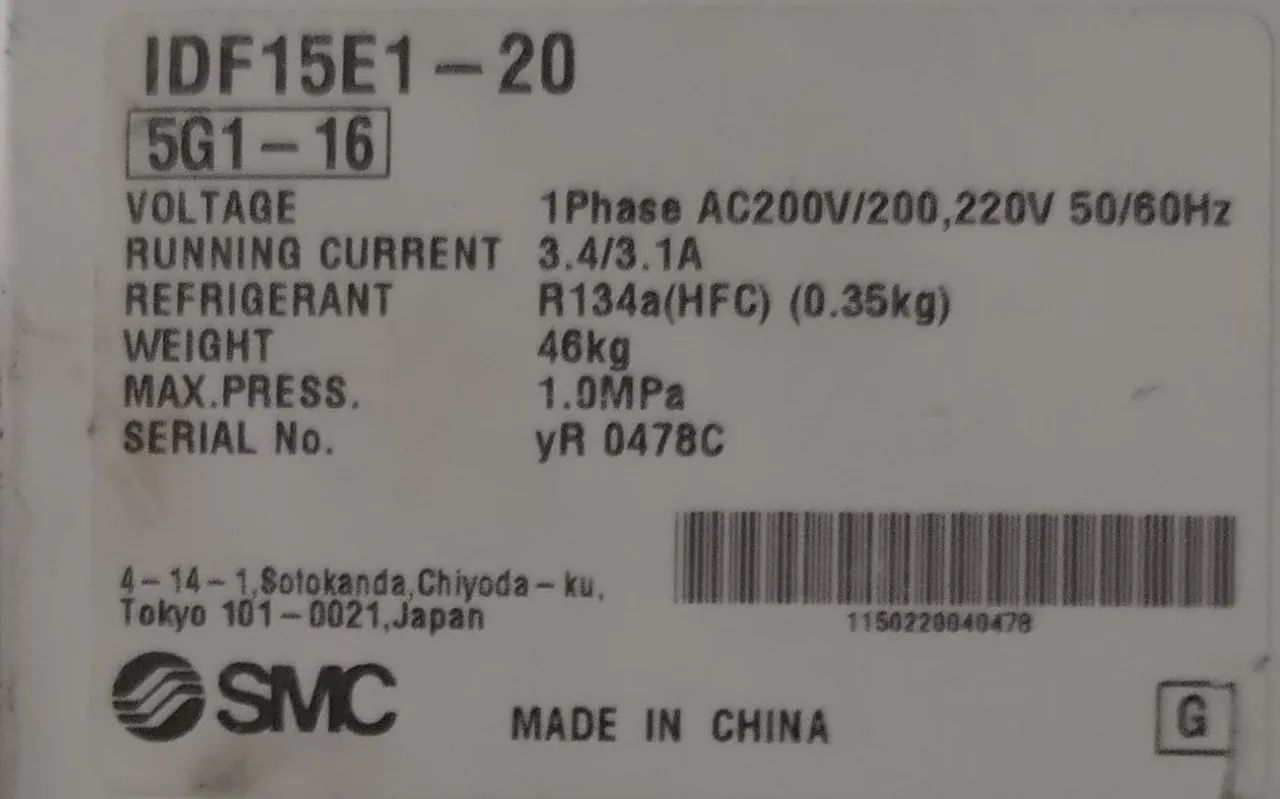 IDF15E1-20
5G1-16
VOLTAGE 1Phase AC200V/200,220V 50/60Hz
RUNNING CURRENT 3.4/3.1A
REFRIGERANT R134a(HFC) (0.35kg)
WEIGHT 46kg
MAX.PRESS. 1.0MPa
SERIAL No. yR 0478C
4-14-1,Sotokanda,Chiyoda-ku,
Tokyo 101-0021,Japan
1150220040478
SMC
MADE IN CHINA
G